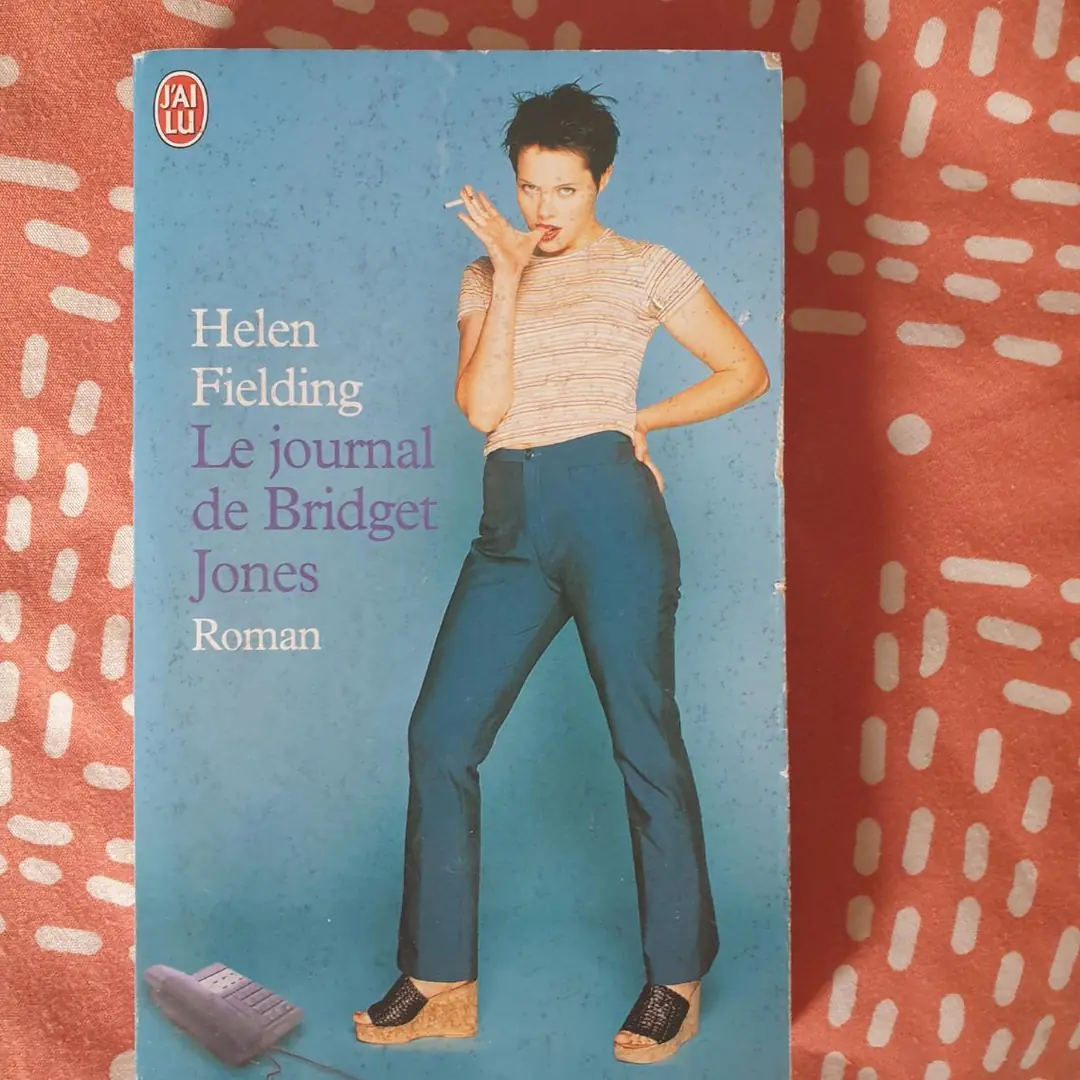 J'AI
LU
Helen
Fielding
Le journal
de Bridget
Jones
Roman